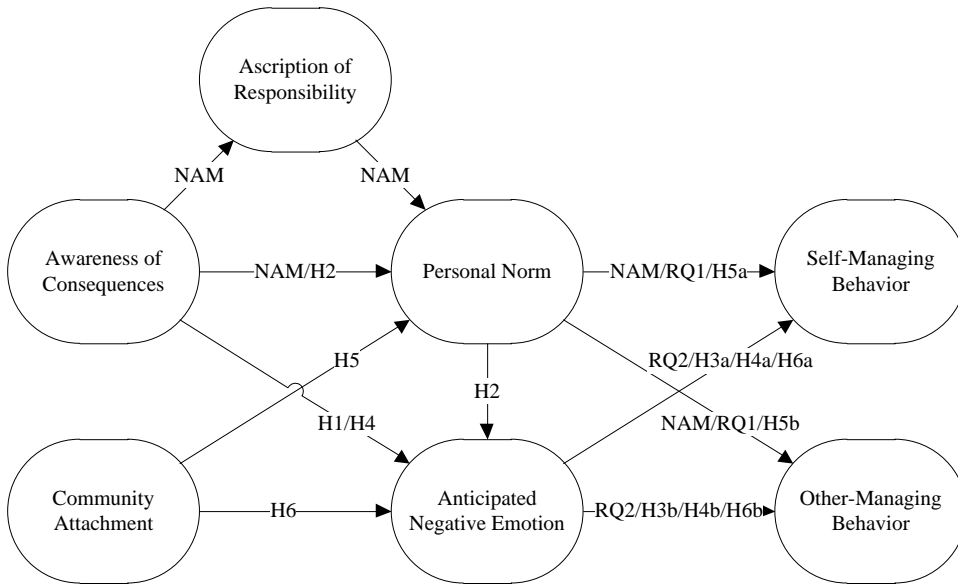 Ascription of
Responsibility
NAM
NAM
Awareness of
Consequences
NAM/H2
Personal Norm
NAM/RQ1/H5a
Self-Managing
Behavior
H5
RQ2/H3a/H4a/H6a
H2
H1/H4
NAM/RQ1/H5b
Community
Attachment
H6
Anticipated
Negative Emotion
RQ2/H3b/H4b/H6b
Other-Managing
Behavior